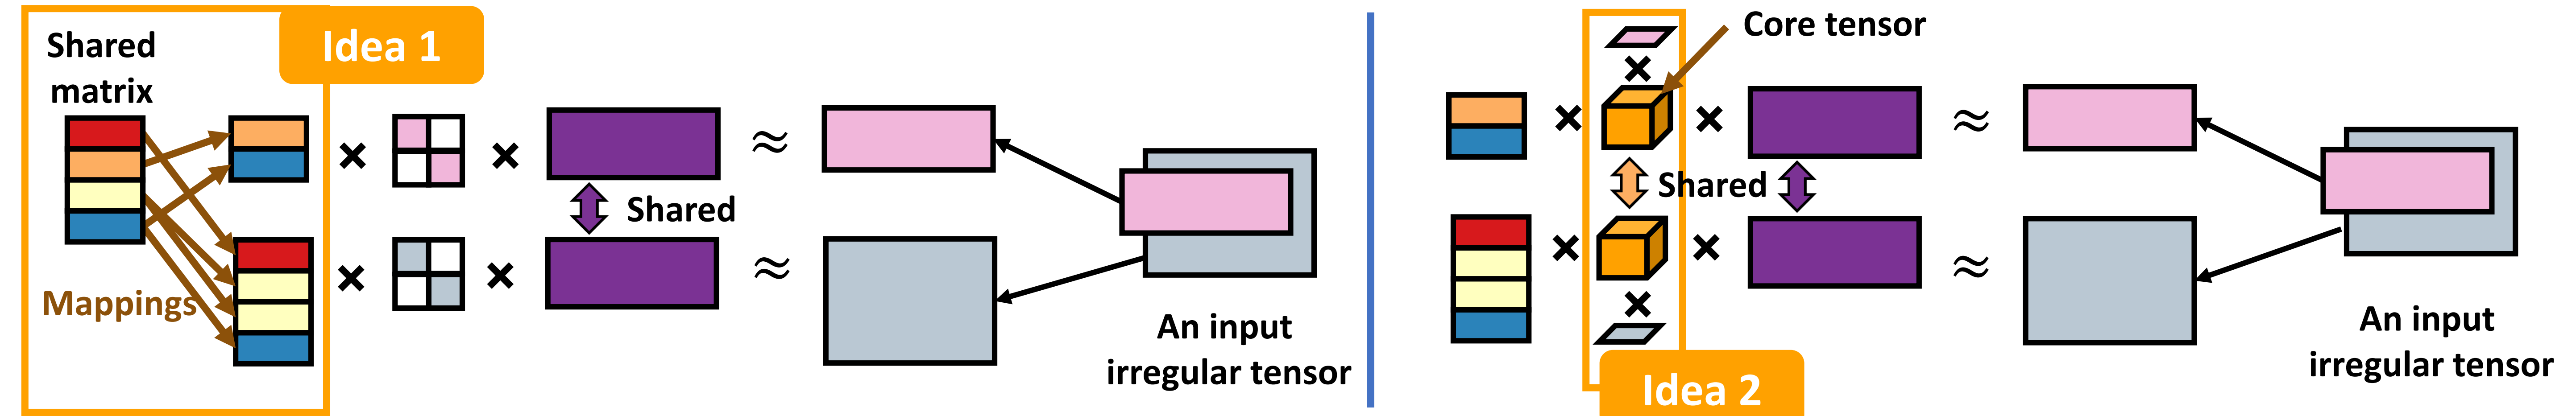 Shared
matrix
Idea 1
Mappings
×
×
≈
Shared
×
×
≈
An input
irregular tensor
Core tensor
×
×
×
≈
Shared
×
×
≈
×
Idea 2
An input
irregular tensor